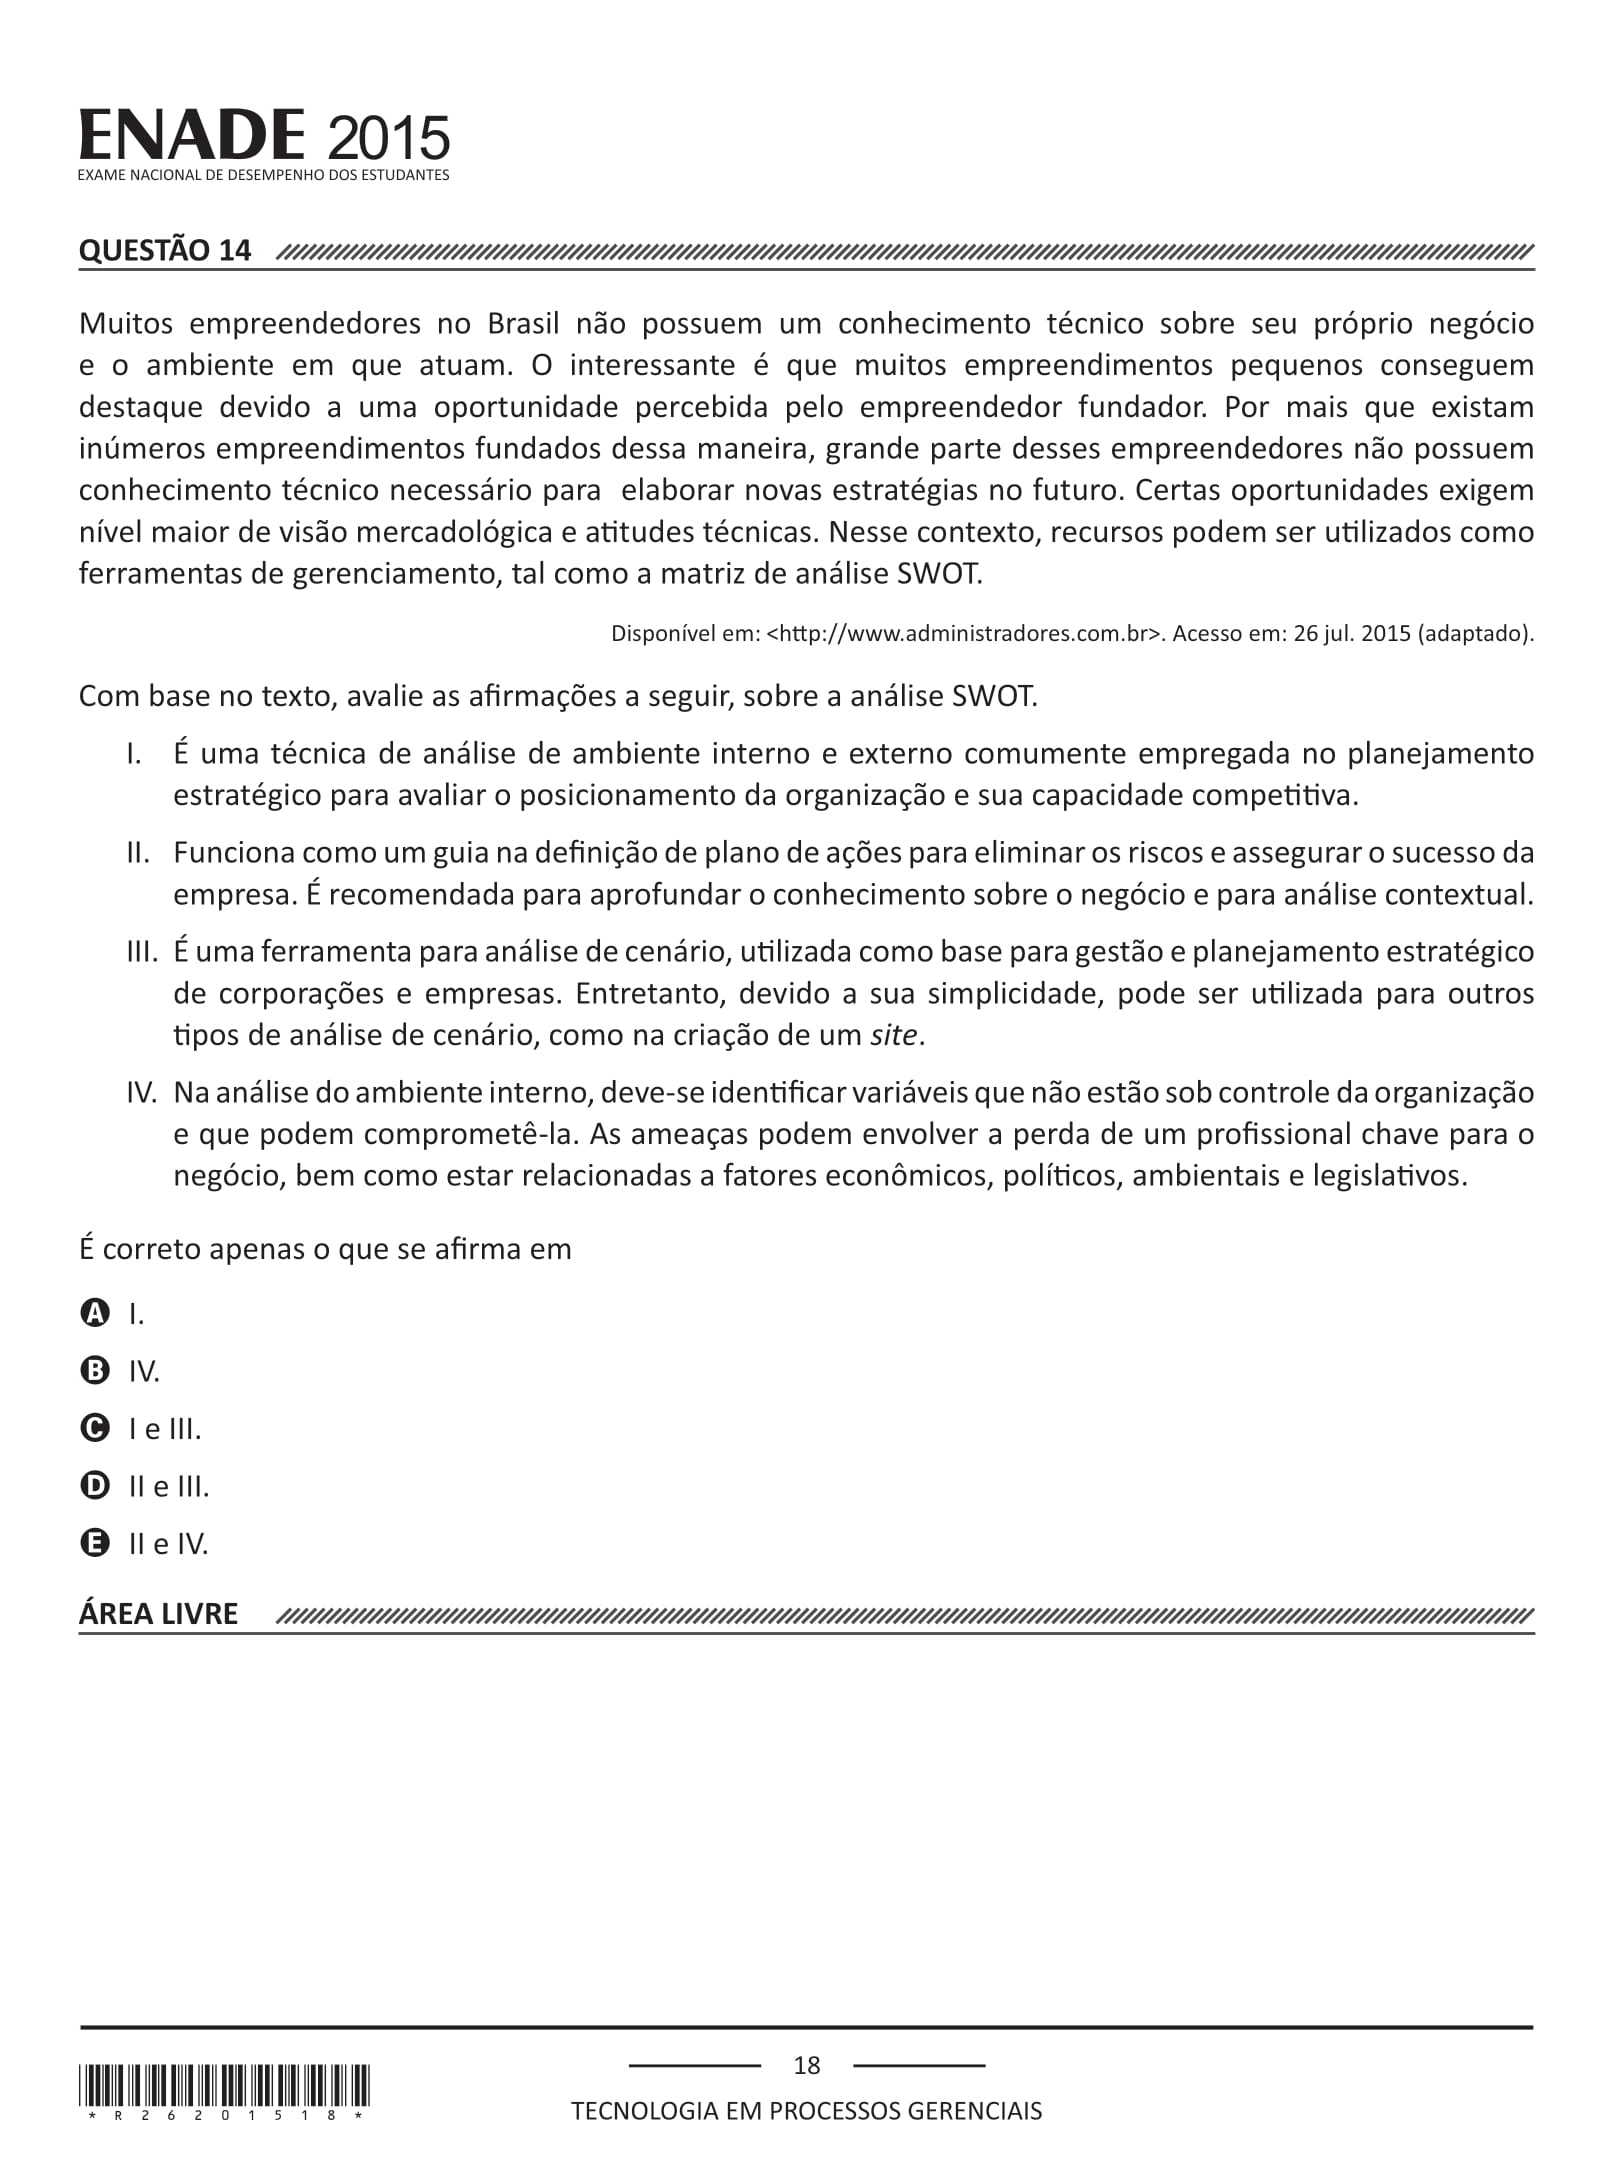 ENADE 2015
EXAME NACIONAL DE DESEMPENHO DOS ESTUDANTES
QUESTÃO 14
Muitos empreendedores no Brasil não possuem um conhecimento técnico sobre seu próprio negócio
e o ambiente em que atuam. O interessante é que muitos empreendimentos pequenos conseguem
destaque devido a uma oportunidade percebida pelo empreendedor fundador. Por mais que existam
inúmeros empreendimentos fundados dessa maneira, grande parte desses empreendedores não possuem
conhecimento técnico necessário para elaborar novas estratégias no futuro. Certas oportunidades exigem
nível maior de visão mercadológica e atitudes técnicas. Nesse contexto, recursos podem ser utilizados como
ferramentas de gerenciamento, tal como a matriz de análise SWOT.
Disponível em: <http://www.administradores.com.br>. Acesso em: 26 jul. 2015 (adaptado).
Com base no texto, avalie as afirmações a seguir, sobre a análise SWOT.
I. É uma técnica de análise de ambiente interno e externo comumente empregada no planejamento
estratégico para avaliar o posicionamento da organização e sua capacidade competitiva.
II. Funciona como um guia na definição de plano de ações para eliminar os riscos e assegurar o sucesso da
empresa. É recomendada para aprofundar o conhecimento sobre o negócio e para análise contextual.
III. É uma ferramenta para análise de cenário, utilizada como base para gestão e planejamento estratégico
de corporações e empresas. Entretanto, devido a sua simplicidade, pode ser utilizada para outros
tipos de análise de cenário, como na criação de um site.
IV. Na análise do ambiente interno, deve-se identificar variáveis que não estão sob controle da organização
e que podem comprometê-la. As ameaças podem envolver a perda de um profissional chave para o
negócio, bem como estar relacionadas a fatores econômicos, políticos, ambientais e legislativos.
É correto apenas o que se afirma em
A I.
B IV.
C I e III.
D II e III.
E II e IV.
ÁREA LIVRE
18
TECNOLOGIA EM PROCESSOS GERENCIAIS
* R 2 6 2 0 1 5 1 8 *